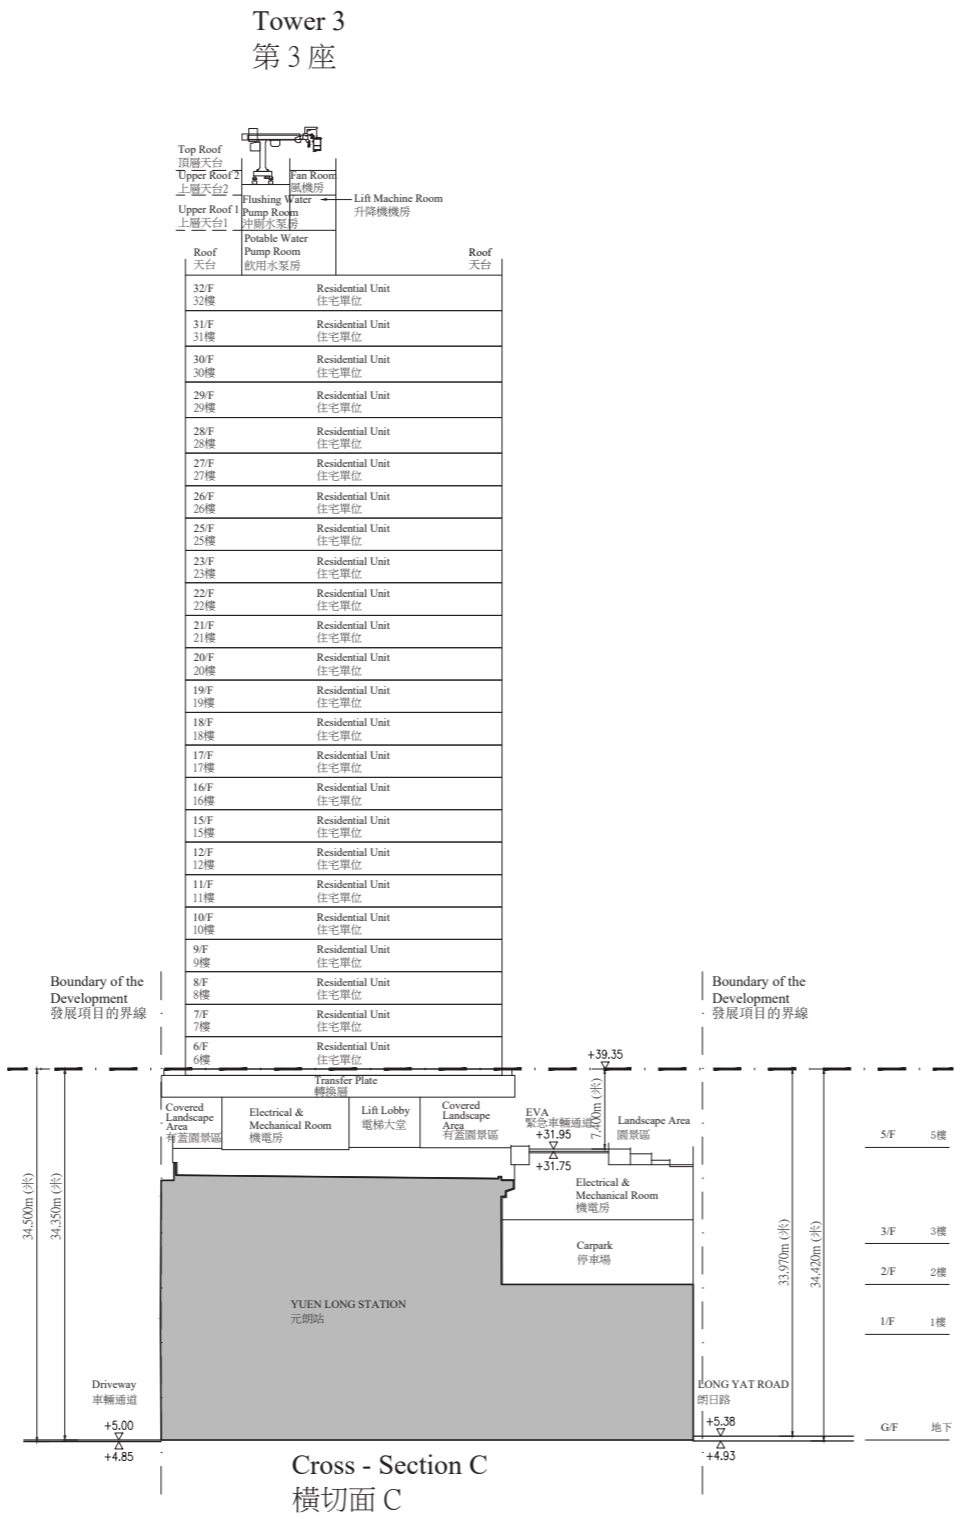 Tower 3
第 3 座
Top Roof
頂層天台
Upper Roof 2
上層天台2
Fan Room
風機房
Flushing Water
Pump Room
沖廁水泵房
Lift Machine Room
升降機機房
Upper Roof 1
上層天台1
Potable Water
Pump Room
飲用水泵房
Roof
天台
Roof
天台
32/F Residential Unit
32樓 住宅單位
31/F Residential Unit
31樓 住宅單位
30/F Residential Unit
30樓 住宅單位
29/F Residential Unit
29樓 住宅單位
28/F Residential Unit
28樓 住宅單位
27/F Residential Unit
27樓 住宅單位
26/F Residential Unit
26樓 住宅單位
25/F Residential Unit
25樓 住宅單位
23/F Residential Unit
23樓 住宅單位
22/F Residential Unit
22樓 住宅單位
21/F Residential Unit
21樓 住宅單位
20/F Residential Unit
20樓 住宅單位
19/F Residential Unit
19樓 住宅單位
18/F Residential Unit
18樓 住宅單位
17/F Residential Unit
17樓 住宅單位
16/F Residential Unit
16樓 住宅單位
15/F Residential Unit
15樓 住宅單位
12/F Residential Unit
12樓 住宅單位
11/F Residential Unit
11樓 住宅單位
10/F Residential Unit
10樓 住宅單位
9/F Residential Unit
9樓 住宅單位
8/F Residential Unit
8樓 住宅單位
7/F Residential Unit
7樓 住宅單位
6/F Residential Unit
6樓 住宅單位
Boundary of the
Development
發展項目的界線
Boundary of the
Development
發展項目的界線
+39.35
Transfer Plate
轉換層
Covered
Landscape
Area
有蓋園景區
Electrical &
Mechanical Room
機電房
Lift Lobby
電梯大堂
Covered
Landscape
Area
有蓋園景區
EVA
緊急車輛通道
+31.95
+31.75
7.400m (米)
Landscape Area
園景區
5/F 5樓
Electrical &
Mechanical Room
機電房
34.500m (米)
34.350m (米)
33.970m (米)
34.420m (米)
3/F 3樓
Carpark
停車場
2/F 2樓
YUEN LONG STATION
元朗站
1/F 1樓
Driveway
車輛通道
+5.00
+4.85
LONG YAT ROAD
朗日路
+5.38
+4.93
G/F 地下
Cross - Section C
橫切面 C